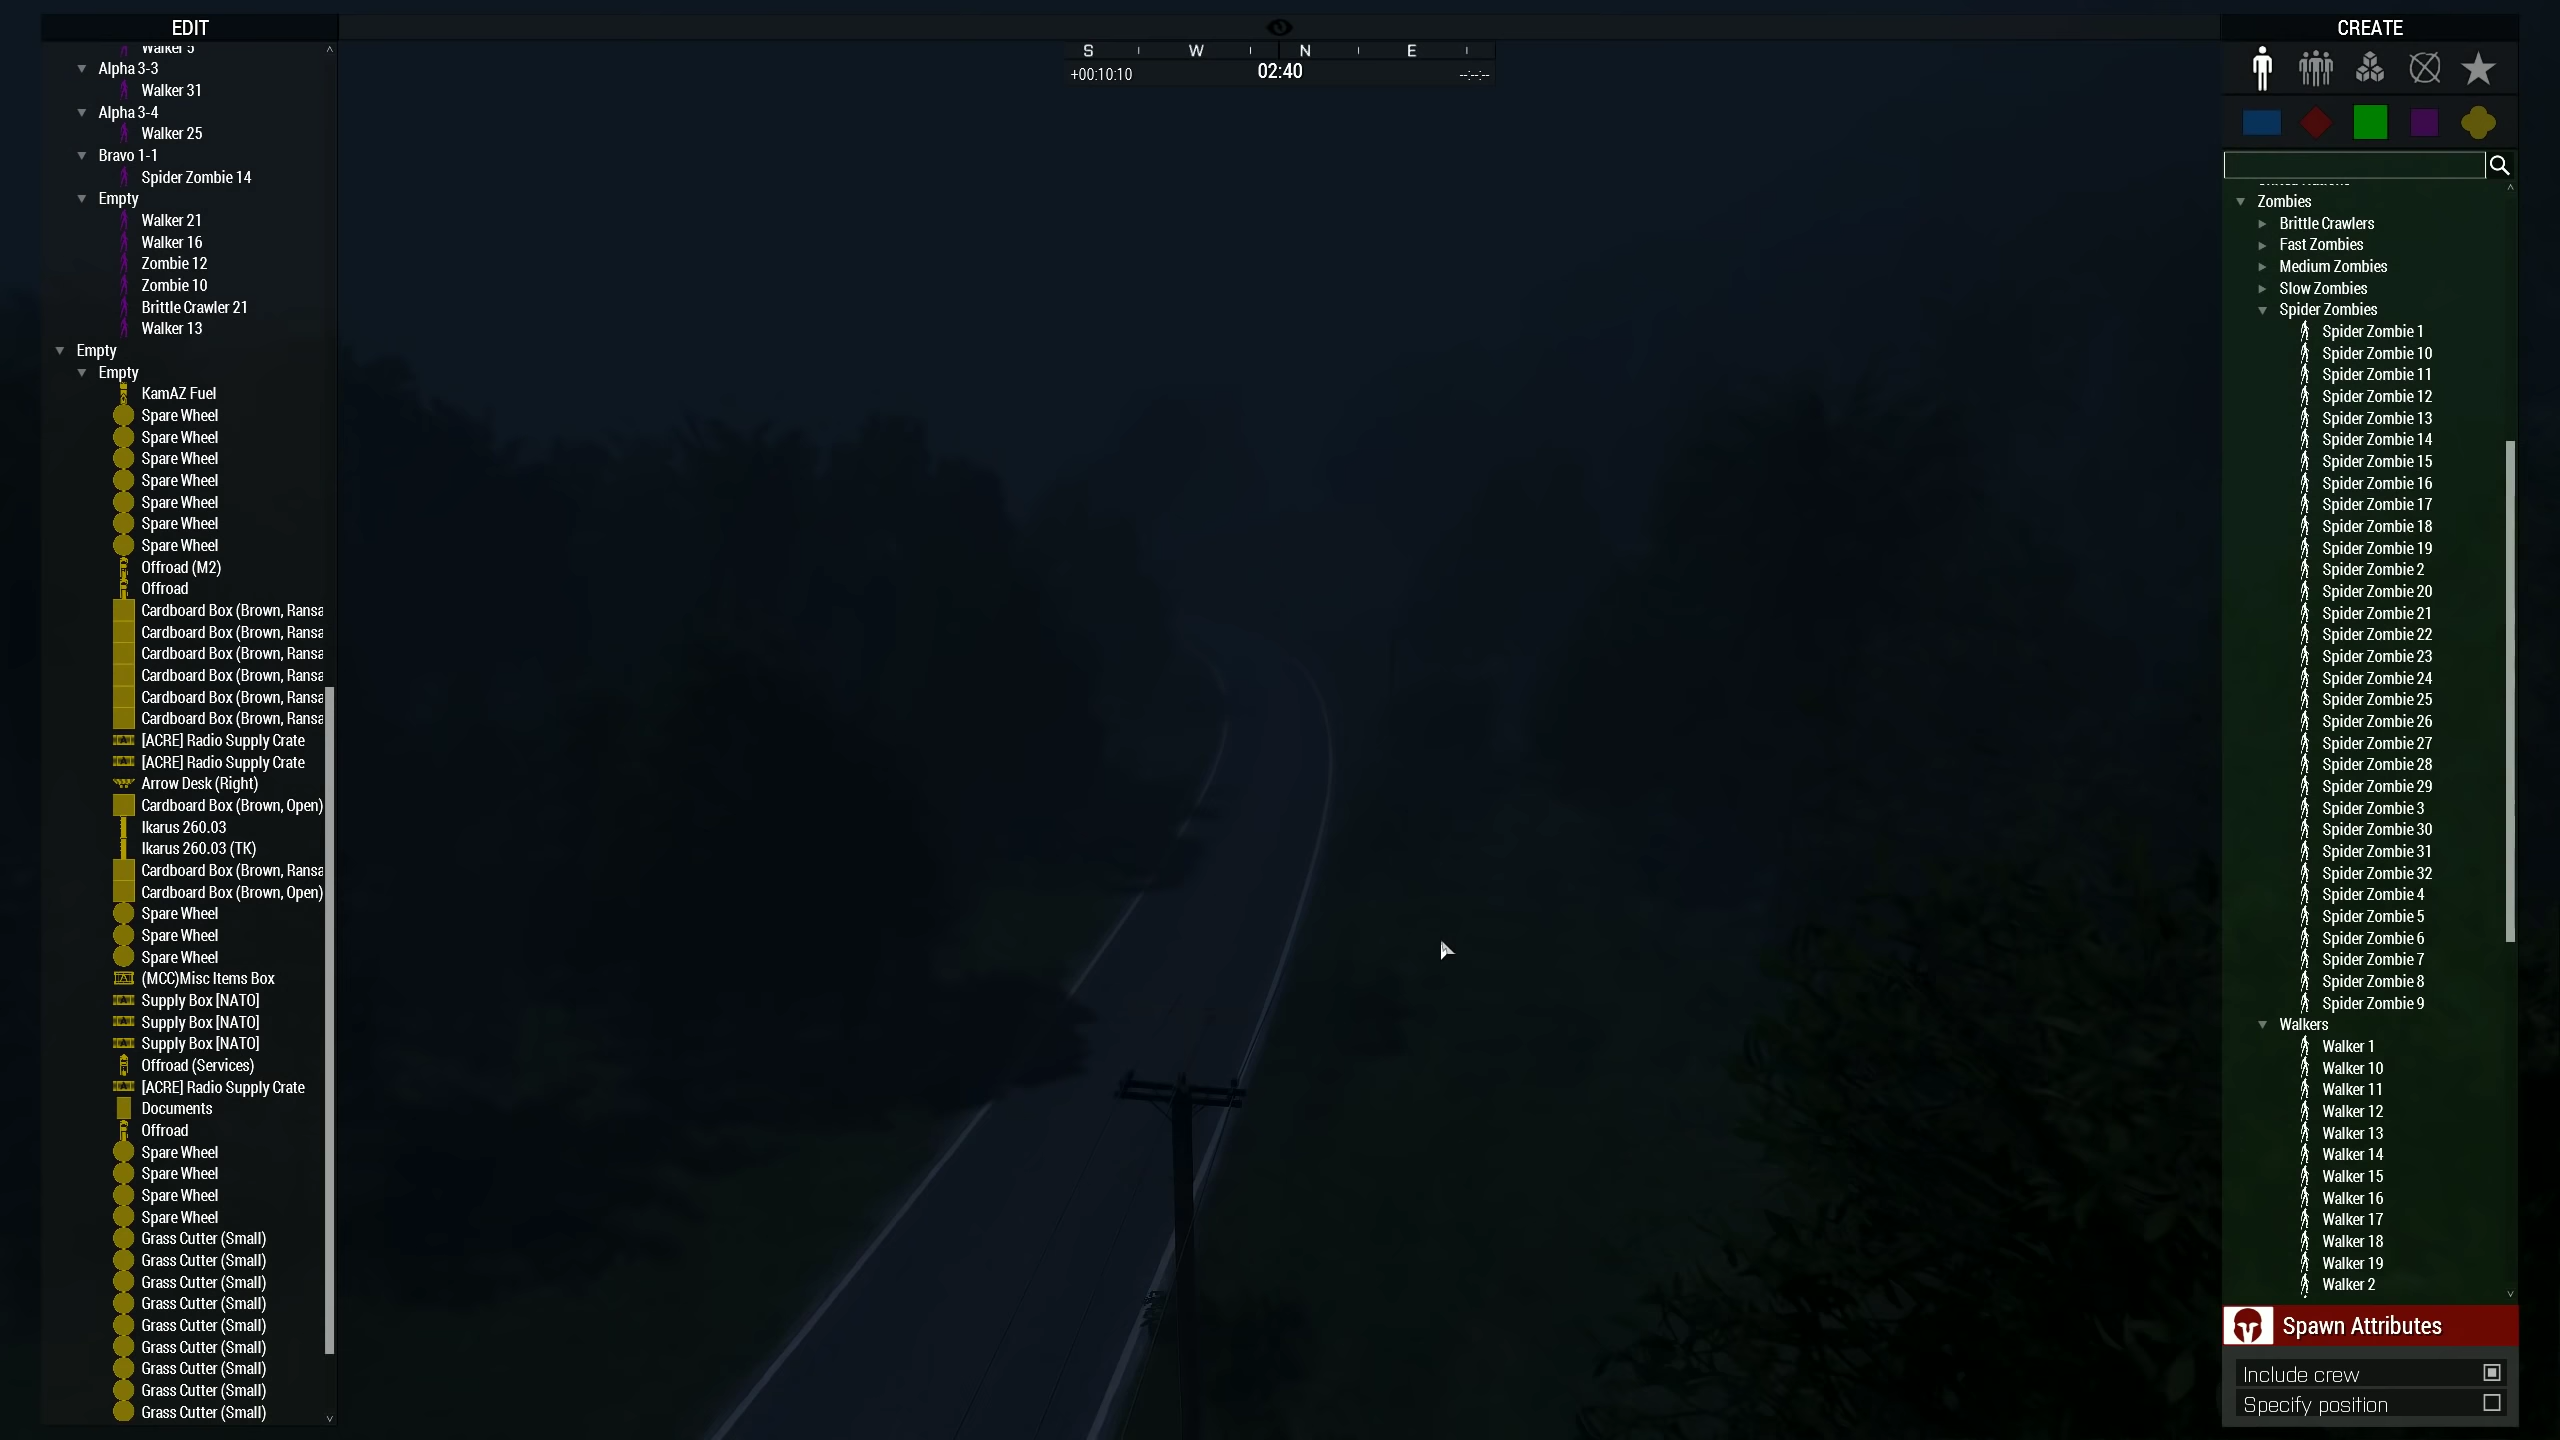 EDIT
Walker 5
Alpha 3-3
Walker 31
Alpha 3-4
Walker 25
Bravo 1-1
Spider Zombie 14
Empty
Walker 21
Walker 16
Zombie 12
Zombie 10
Brittle Crawler 21
Walker 13
Empty
Empty
KamAZ Fuel
Spare Wheel
Spare Wheel
Spare Wheel
Spare Wheel
Spare Wheel
Spare Wheel
Spare Wheel
Offroad (M2)
Offroad
Cardboard Box (Brown, Ransa
Cardboard Box (Brown, Ransa
Cardboard Box (Brown, Ransa
Cardboard Box (Brown, Ransa
Cardboard Box (Brown, Ransa
Cardboard Box (Brown, Ransa
[ACRE] Radio Supply Crate
[ACRE] Radio Supply Crate
Arrow Desk (Right)
Cardboard Box (Brown, Open)
Ikarus 260.03
Ikarus 260.03 (TK)
Cardboard Box (Brown, Ransa
Cardboard Box (Brown, Open)
Spare Wheel
Spare Wheel
Spare Wheel
(MCC)Misc Items Box
Supply Box [NATO]
Supply Box [NATO]
Supply Box [NATO]
Offroad (Services)
[ACRE] Radio Supply Crate
Documents
Offroad
Spare Wheel
Spare Wheel
Spare Wheel
Spare Wheel
Grass Cutter (Small)
Grass Cutter (Small)
Grass Cutter (Small)
Grass Cutter (Small)
Grass Cutter (Small)
Grass Cutter (Small)
Grass Cutter (Small)
Grass Cutter (Small)
Grass Cutter (Small)
S W N E
+00:10:10 02:40 --:--:--
CREATE
United Nations
Zombies
Brittle Crawlers
Fast Zombies
Medium Zombies
Slow Zombies
Spider Zombies
Spider Zombie 1
Spider Zombie 10
Spider Zombie 11
Spider Zombie 12
Spider Zombie 13
Spider Zombie 14
Spider Zombie 15
Spider Zombie 16
Spider Zombie 17
Spider Zombie 18
Spider Zombie 19
Spider Zombie 2
Spider Zombie 20
Spider Zombie 21
Spider Zombie 22
Spider Zombie 23
Spider Zombie 24
Spider Zombie 25
Spider Zombie 26
Spider Zombie 27
Spider Zombie 28
Spider Zombie 29
Spider Zombie 3
Spider Zombie 30
Spider Zombie 31
Spider Zombie 32
Spider Zombie 4
Spider Zombie 5
Spider Zombie 6
Spider Zombie 7
Spider Zombie 8
Spider Zombie 9
Walkers
Walker 1
Walker 10
Walker 11
Walker 12
Walker 13
Walker 14
Walker 15
Walker 16
Walker 17
Walker 18
Walker 19
Walker 2
Spawn Attributes
Include crew
Specify position